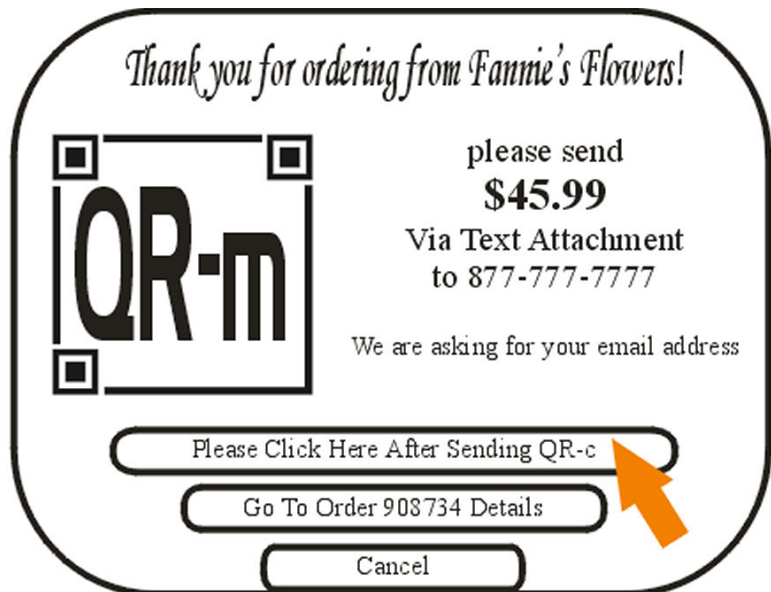 Thank you for ordering from Fannie's Flowers!
QR-m
please send
$45.99
Via Text Attachment
to 877-777-7777
We are asking for your email address
Please Click Here After Sending QR-c
Go To Order 908734 Details
Cancel